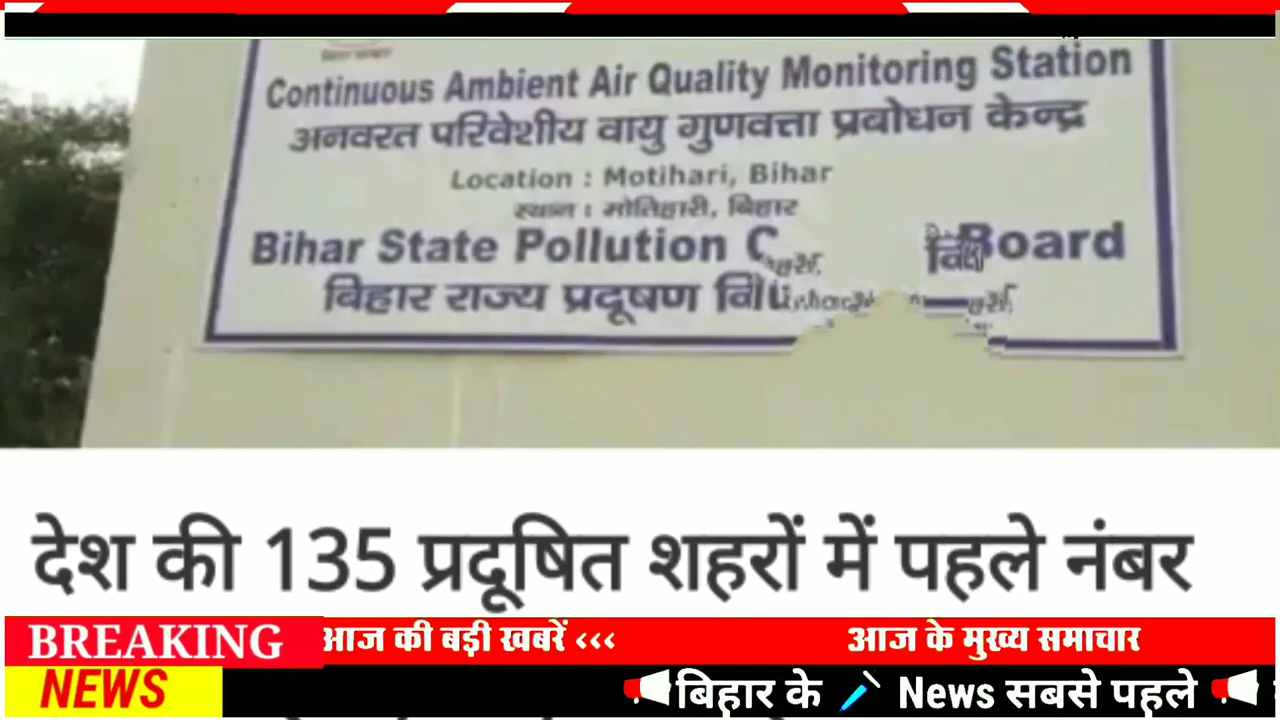 Continuous Ambient Air Quality Monitoring Station
अनवरत परिवेशीय वायु गुणवत्ता प्रबोधन केन्द्र
Location : Motihari, Bihar
स्थान : मोतिहारी, बिहार
Bihar State Pollution C Board
बिहार राज्य प्रदूषण
देश की 135 प्रदूषित शहरों में पहले नंबर
BREAKING
NEWS
आज की बड़ी खबरें ‹‹‹ आज के मुख्य समाचार
बिहार के News सबसे पहले